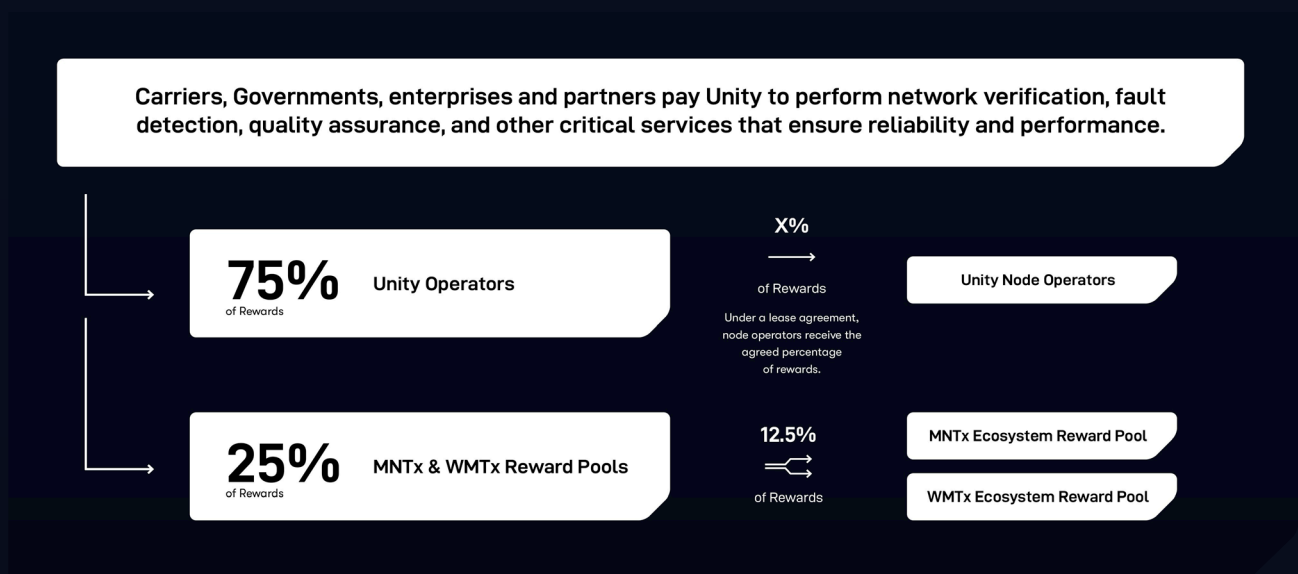 Carriers, Governments, enterprises and partners pay Unity to perform network verification, fault
detection, quality assurance, and other critical services that ensure reliability and performance.
75%
of Rewards
Unity Operators
X%
of Rewards
Under a lease agreement,
node operators receive the
agreed percentage
of rewards.
Unity Node Operators
25%
of Rewards
MNTx & WMTx Reward Pools
12.5%
of Rewards
MNTx Ecosystem Reward Pool
WMTx Ecosystem Reward Pool